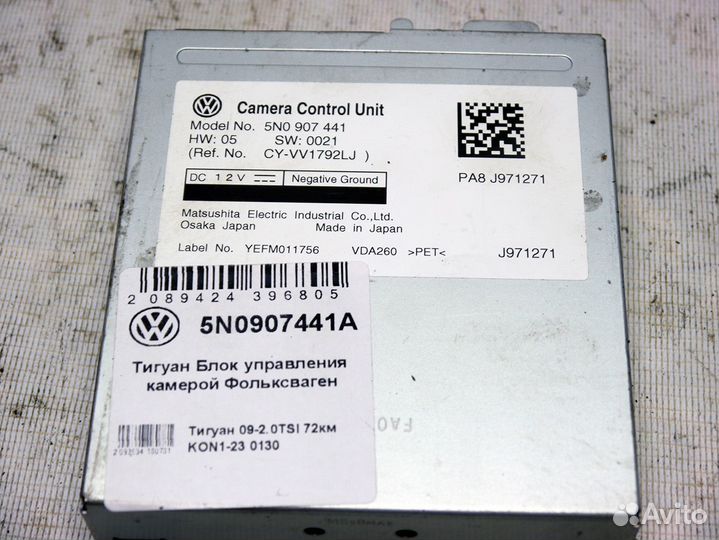 Camera Control Unit
Model No. 5N0 907 441
HW: 05 SW: 0021
(Ref. No. CY-VV1792LJ )
PA8 J971271
DC 12V Negative Ground
Matsushita Electric Industrial Co.,Ltd.
Osaka Japan Made in Japan
Label No. YEFM011756 VDA260 >PET< J971271
2 089424 396805
5N0907441A
Тигуан Блок управления
камерой Фольксваген
Тигуан 09-2.0TSI 72км
KON1-23 0130
FA0
Avito